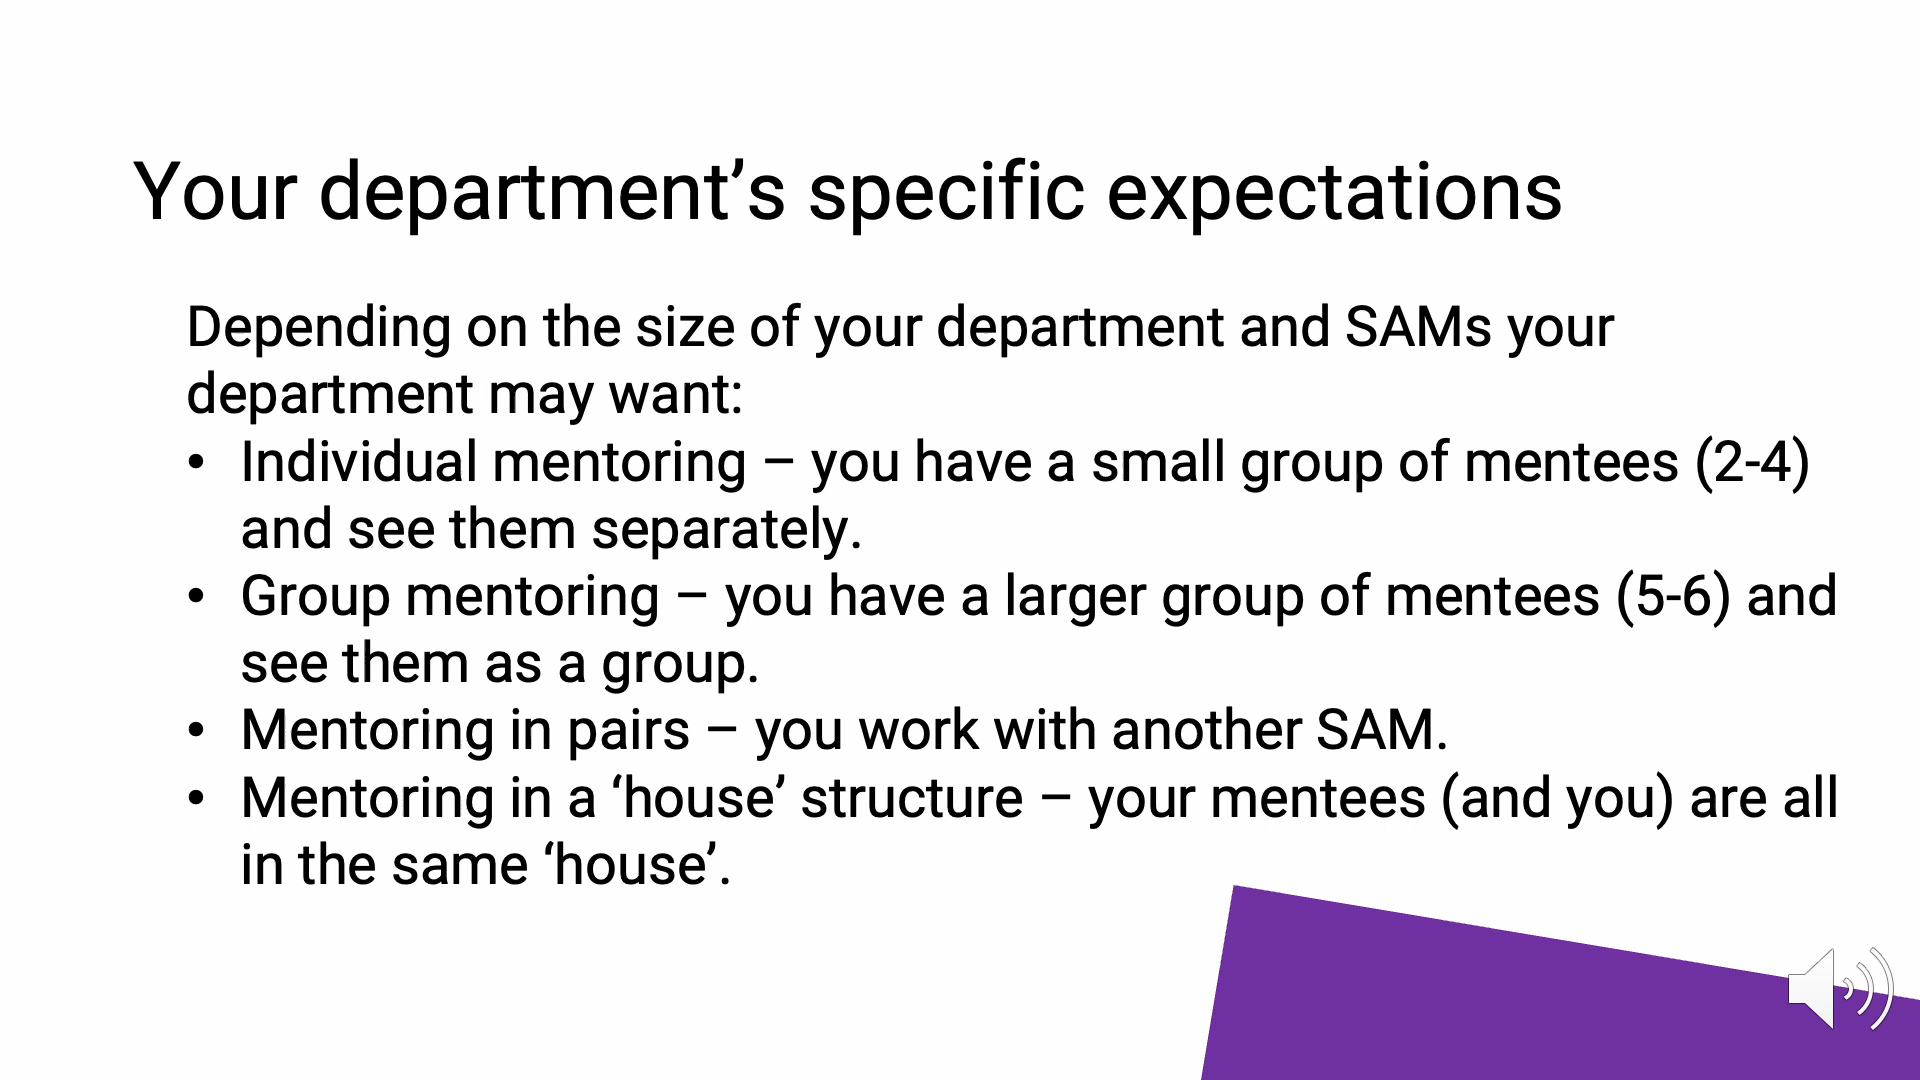 Your department’s specific expectations
Depending on the size of your department and SAMs your
department may want:
• Individual mentoring – you have a small group of mentees (2-4)
and see them separately.
• Group mentoring – you have a larger group of mentees (5-6) and
see them as a group.
• Mentoring in pairs – you work with another SAM.
• Mentoring in a ‘house’ structure – your mentees (and you) are all
in the same ‘house’.